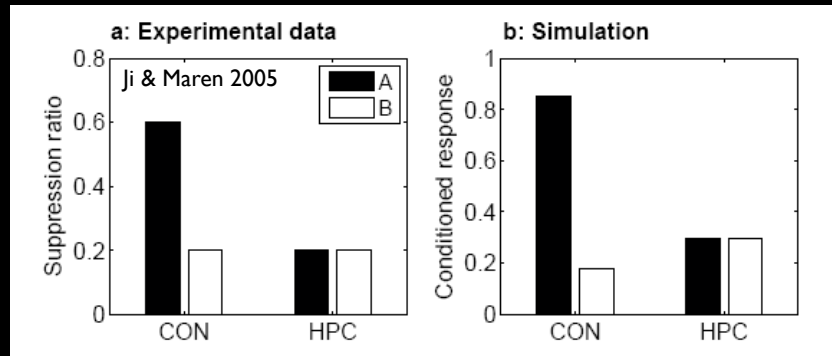 a: Experimental data
Ji & Maren 2005
A
B
Suppression ratio
0.8
0.6
0.4
0.2
0
CON
HPC
b: Simulation
Conditioned response
1
0.8
0.6
0.4
0.2
0
CON
HPC